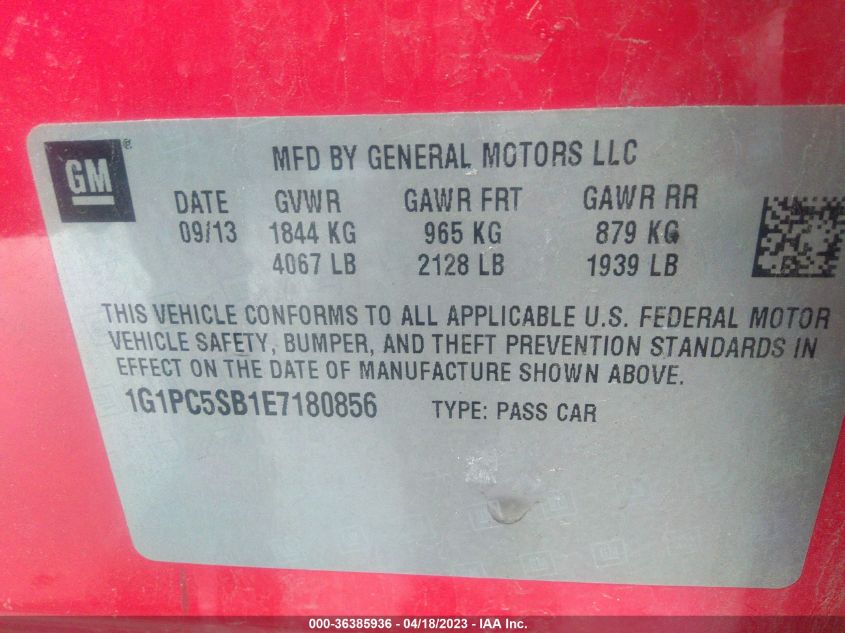 GM®
MFD BY GENERAL MOTORS LLC
DATE GVWR GAWR FRT GAWR RR
09/13 1844 KG 965 KG 879 KG
4067 LB 2128 LB 1939 LB
THIS VEHICLE CONFORMS TO ALL APPLICABLE U.S. FEDERAL MOTOR
VEHICLE SAFETY, BUMPER, AND THEFT PREVENTION STANDARDS IN
EFFECT ON THE DATE OF MANUFACTURE SHOWN ABOVE.
1G1PC5SB1E7180856 TYPE: PASS CAR
000-36385936 - 04/18/2023 - IAA Inc.